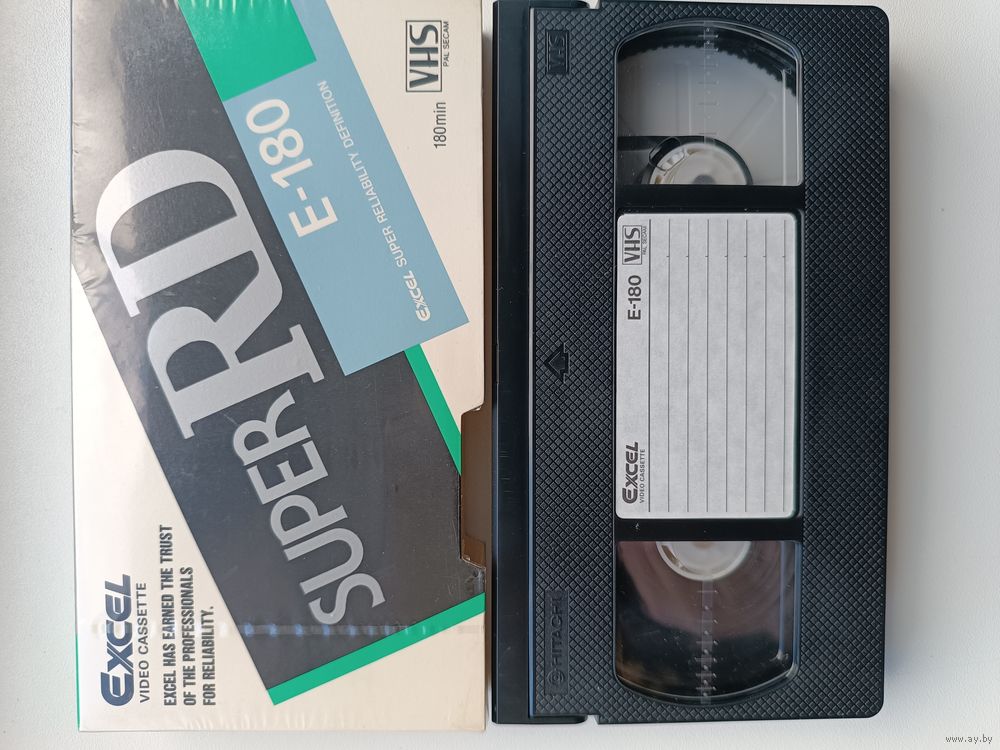 EXCEL
VIDEO CASSETTE
EXCEL HAS EARNED THE TRUST
OF THE PROFESSIONALS
FOR RELIABILITY.
SUPER RD
E-180
EXCEL SUPER RELIABILITY DEFINITION
180min
VHS
PAL SECAM
HITACHI
VHS
EXCEL
VIDEO CASSETTE
E-180
VHS
PAL SECAM
www.ay.by